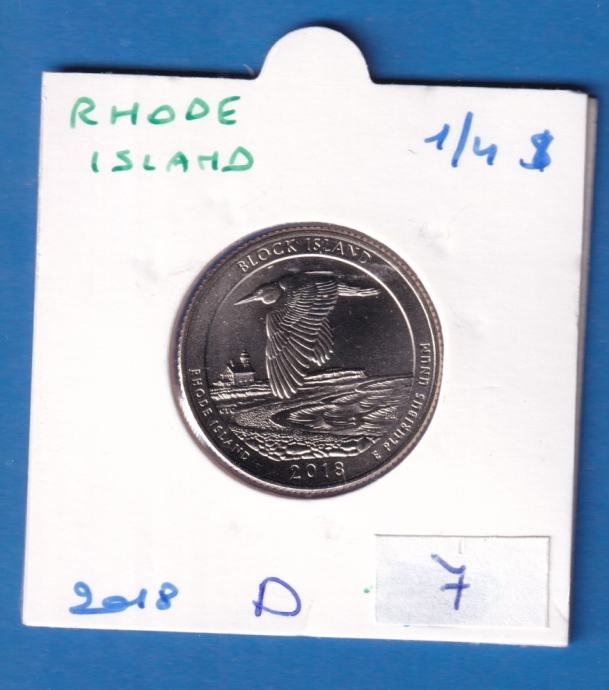 RHODE
ISLAND
1/4 $
BLOCK ISLAND
RHODE ISLAND
E PLURIBUS UNUM
2018
2018 D
7